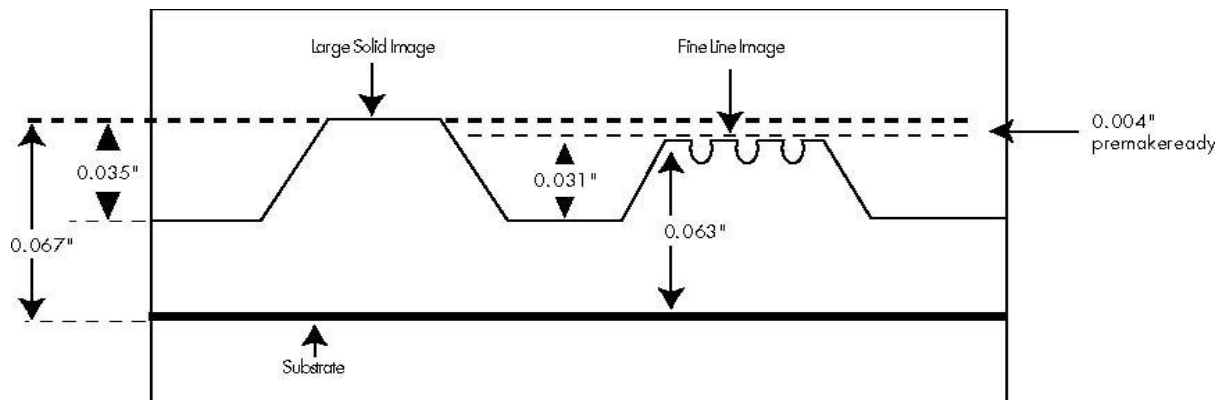 Large Solid Image
Fine Line Image
0.004"
premakeready
0.035"
0.031"
0.067"
0.063"
Substrate